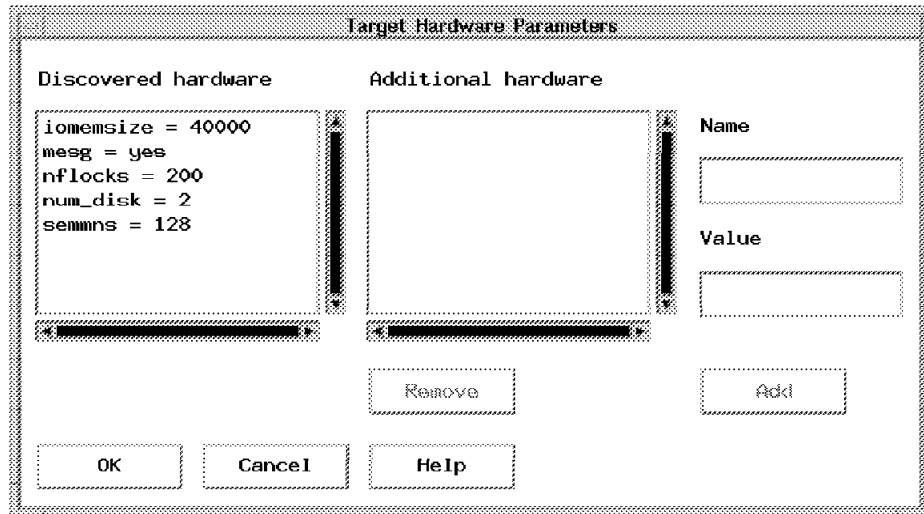 Target Hardware Parameters
Discovered hardware
Additional hardware
iomemsize = 40000
mesg = yes
nflocks = 200
num_disk = 2
semmns = 128
Name
Value
Remove
Add
OK
Cancel
Help